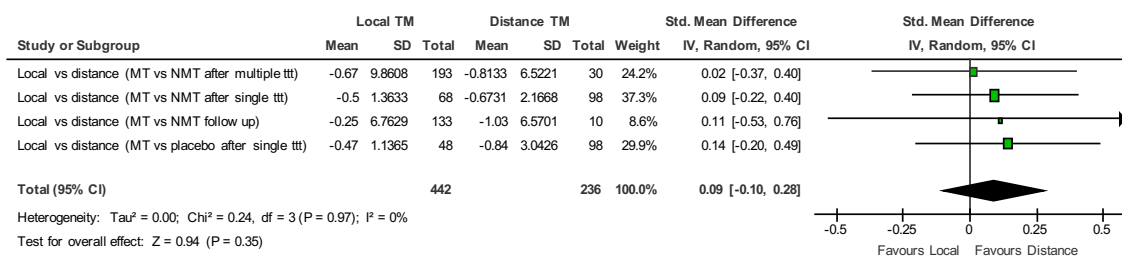 Local TM Distance TM Std. Mean Difference Std. Mean Difference
Study or Subgroup Mean SD Total Mean SD Total Weight IV, Random, 95% CI IV, Random, 95% CI
Local vs distance (MT vs NMT after multiple ttt) -0.67 9.8608 193 -0.8133 6.5221 30 24.2% 0.02 [-0.37, 0.40]
Local vs distance (MT vs NMT after single ttt) -0.5 1.3633 68 -0.6731 2.1668 98 37.3% 0.09 [-0.22, 0.40]
Local vs distance (MT vs NMT follow up) -0.25 6.7629 133 -1.03 6.5701 10 8.6% 0.11 [-0.53, 0.76]
Local vs distance (MT vs placebo after single ttt) -0.47 1.1365 48 -0.84 3.0426 98 29.9% 0.14 [-0.20, 0.49]
Total (95% CI) 442 236 100.0% 0.09 [-0.10, 0.28]
Heterogeneity: Tau² = 0.00; Chi² = 0.24, df = 3 (P = 0.97); I² = 0%
Test for overall effect: Z = 0.94 (P = 0.35)
-0.5 -0.25 0 0.25 0.5
Favours Local Favours Distance